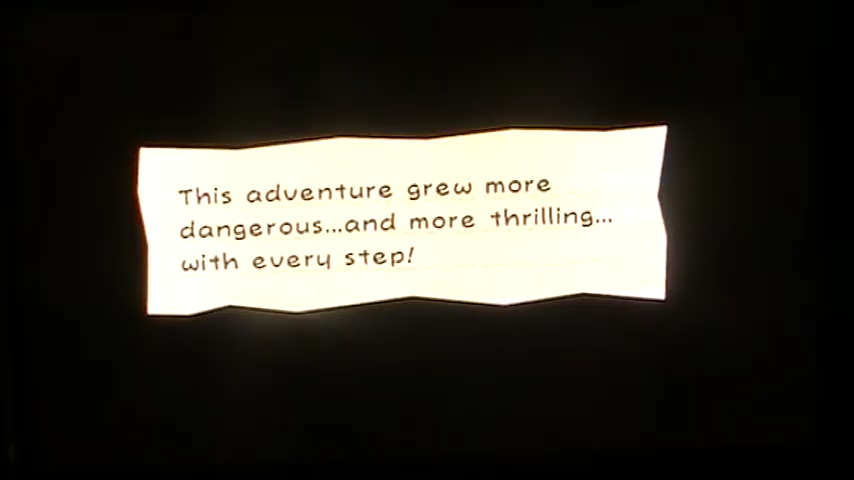 This adventure grew more
dangerous...and more thrilling...
with every step!